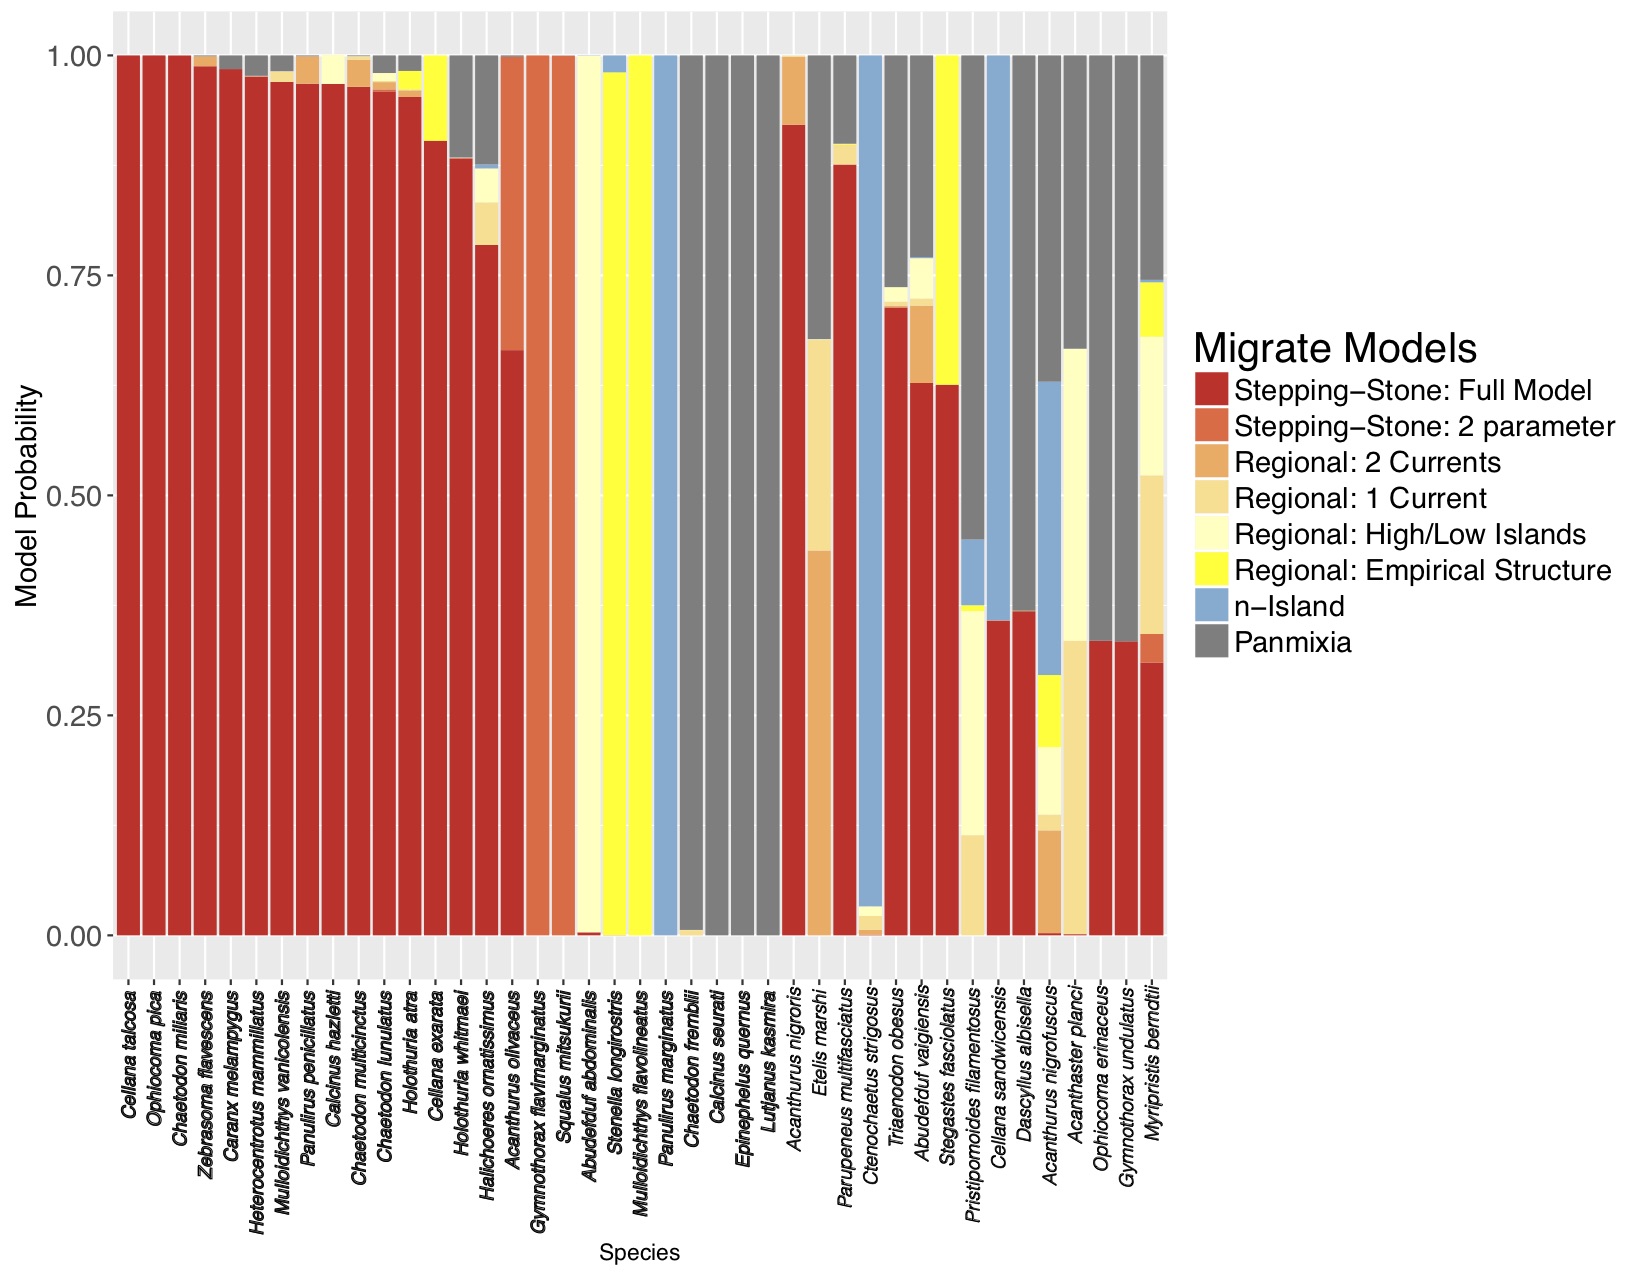 1.00
0.75
0.50
0.25
0.00
Model Probability
Cellana talcosa
Ophiocoma pica
Chaetodon miliaris
Zebrasoma flavescens
Caranx melampygus
Heterocentrotus mammillatus
Mulloidichthys vanicolensis
Panulirus penicillatus
Calcinus hazletti
Chaetodon multicinctus
Chaetodon lunulatus
Holothuria atra
Cellana exarata
Holothuria whitmaei
Halichoeres ornatissimus
Acanthurus olivaceus
Gymnothorax flavimarginatus
Squalus mitsukurii
Abudefduf abdominalis
Stenella longirostris
Mulloidichthys flavolineatus
Panulirus marginatus
Chaetodon fremblii
Calcinus seurati
Epinephelus quernus
Lutjanus kasmira
Acanthurus nigroris
Etelis marshi
Parupeneus multifasciatus
Ctenochaetus strigosus
Triaenodon obesus
Abudefduf vaigiensis
Stegastes fasciolatus
Pristipomoides filamentosus
Cellana sandwicensis
Dascyllus albisella
Acanthurus nigrofuscus
Acanthaster planci
Ophiocoma erinaceus
Gymnothorax undulatus
Myripristis berndtii
Species
Migrate Models
Stepping−Stone: Full Model
Stepping−Stone: 2 parameter
Regional: 2 Currents
Regional: 1 Current
Regional: High/Low Islands
Regional: Empirical Structure
n−Island
Panmixia